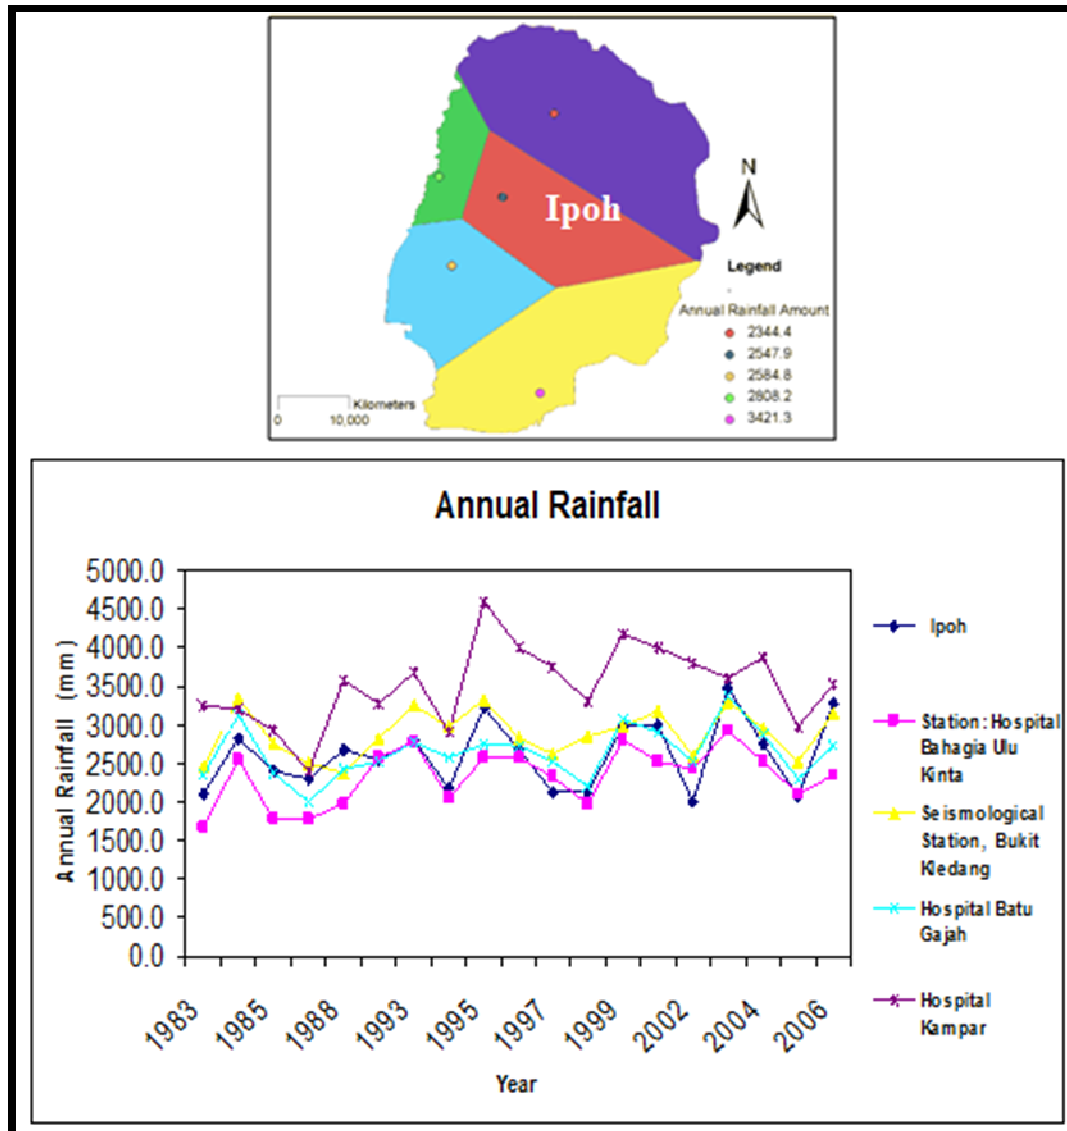 N
Ipoh
Legend
Annual Rainfall Amount
2344.4
2547.9
2584.8
2808.2
3421.3
Kilometers
0 10,000
Annual Rainfall
5000.0
4500.0
4000.0
3500.0
3000.0
2500.0
2000.0
1500.0
1000.0
500.0
0.0
Annual Rainfall (mm)
1983 1985 1988 1993 1995 1997 1999 2002 2004 2006
Year
Ipoh
Station: Hospital
Bahagia Ulu
Kinta
Seismological
Station, Bukit
Kledang
Hospital Batu
Gajah
Hospital
Kampar